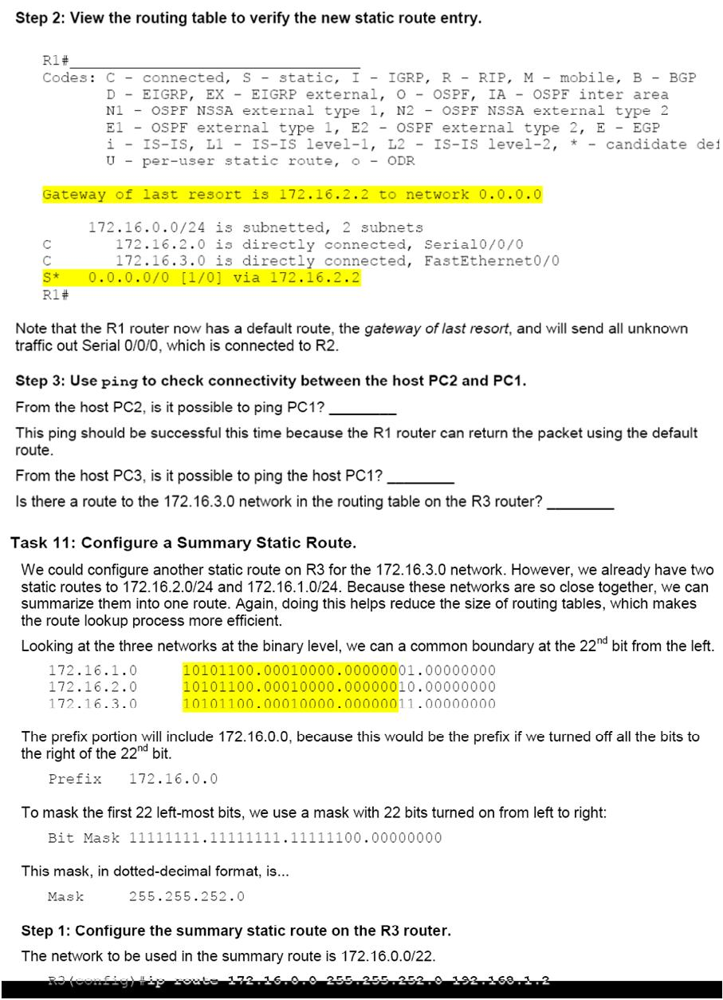 Step 2: View the routing table to verify the new static route entry.
R1#________________________________
Codes: C - connected, S - static, I - IGRP, R - RIP, M - mobile, B - BGP
D - EIGRP, EX - EIGRP external, O - OSPF, IA - OSPF inter area
N1 - OSPF NSSA external type 1, N2 - OSPF NSSA external type 2
E1 - OSPF external type 1, E2 - OSPF external type 2, E - EGP
i - IS-IS, L1 - IS-IS level-1, L2 - IS-IS level-2, * - candidate def
U - per-user static route, o - ODR
Gateway of last resort is 172.16.2.2 to network 0.0.0.0
172.16.0.0/24 is subnetted, 2 subnets
C 172.16.2.0 is directly connected, Serial0/0/0
C 172.16.3.0 is directly connected, FastEthernet0/0
S* 0.0.0.0/0 [1/0] via 172.16.2.2
R1#
Note that the R1 router now has a default route, the gateway of last resort, and will send all unknown
traffic out Serial 0/0/0, which is connected to R2.
Step 3: Use ping to check connectivity between the host PC2 and PC1.
From the host PC2, is it possible to ping PC1? ________
This ping should be successful this time because the R1 router can return the packet using the default
route.
From the host PC3, is it possible to ping the host PC1? ________
Is there a route to the 172.16.3.0 network in the routing table on the R3 router? ________
Task 11: Configure a Summary Static Route.
We could configure another static route on R3 for the 172.16.3.0 network. However, we already have two
static routes to 172.16.2.0/24 and 172.16.1.0/24. Because these networks are so close together, we can
summarize them into one route. Again, doing this helps reduce the size of routing tables, which makes
the route lookup process more efficient.
Looking at the three networks at the binary level, we can a common boundary at the 22nd bit from the left.
172.16.1.0 10101100.00010000.00000001.00000000
172.16.2.0 10101100.00010000.00000010.00000000
172.16.3.0 10101100.00010000.00000011.00000000
The prefix portion will include 172.16.0.0, because this would be the prefix if we turned off all the bits to
the right of the 22nd bit.
Prefix 172.16.0.0
To mask the first 22 left-most bits, we use a mask with 22 bits turned on from left to right:
Bit Mask 11111111.11111111.11111100.00000000
This mask, in dotted-decimal format, is...
Mask 255.255.252.0
Step 1: Configure the summary static route on the R3 router.
The network to be used in the summary route is 172.16.0.0/22.
R3(config)#ip route 172.16.0.0 255.255.252.0 192.168.1.2